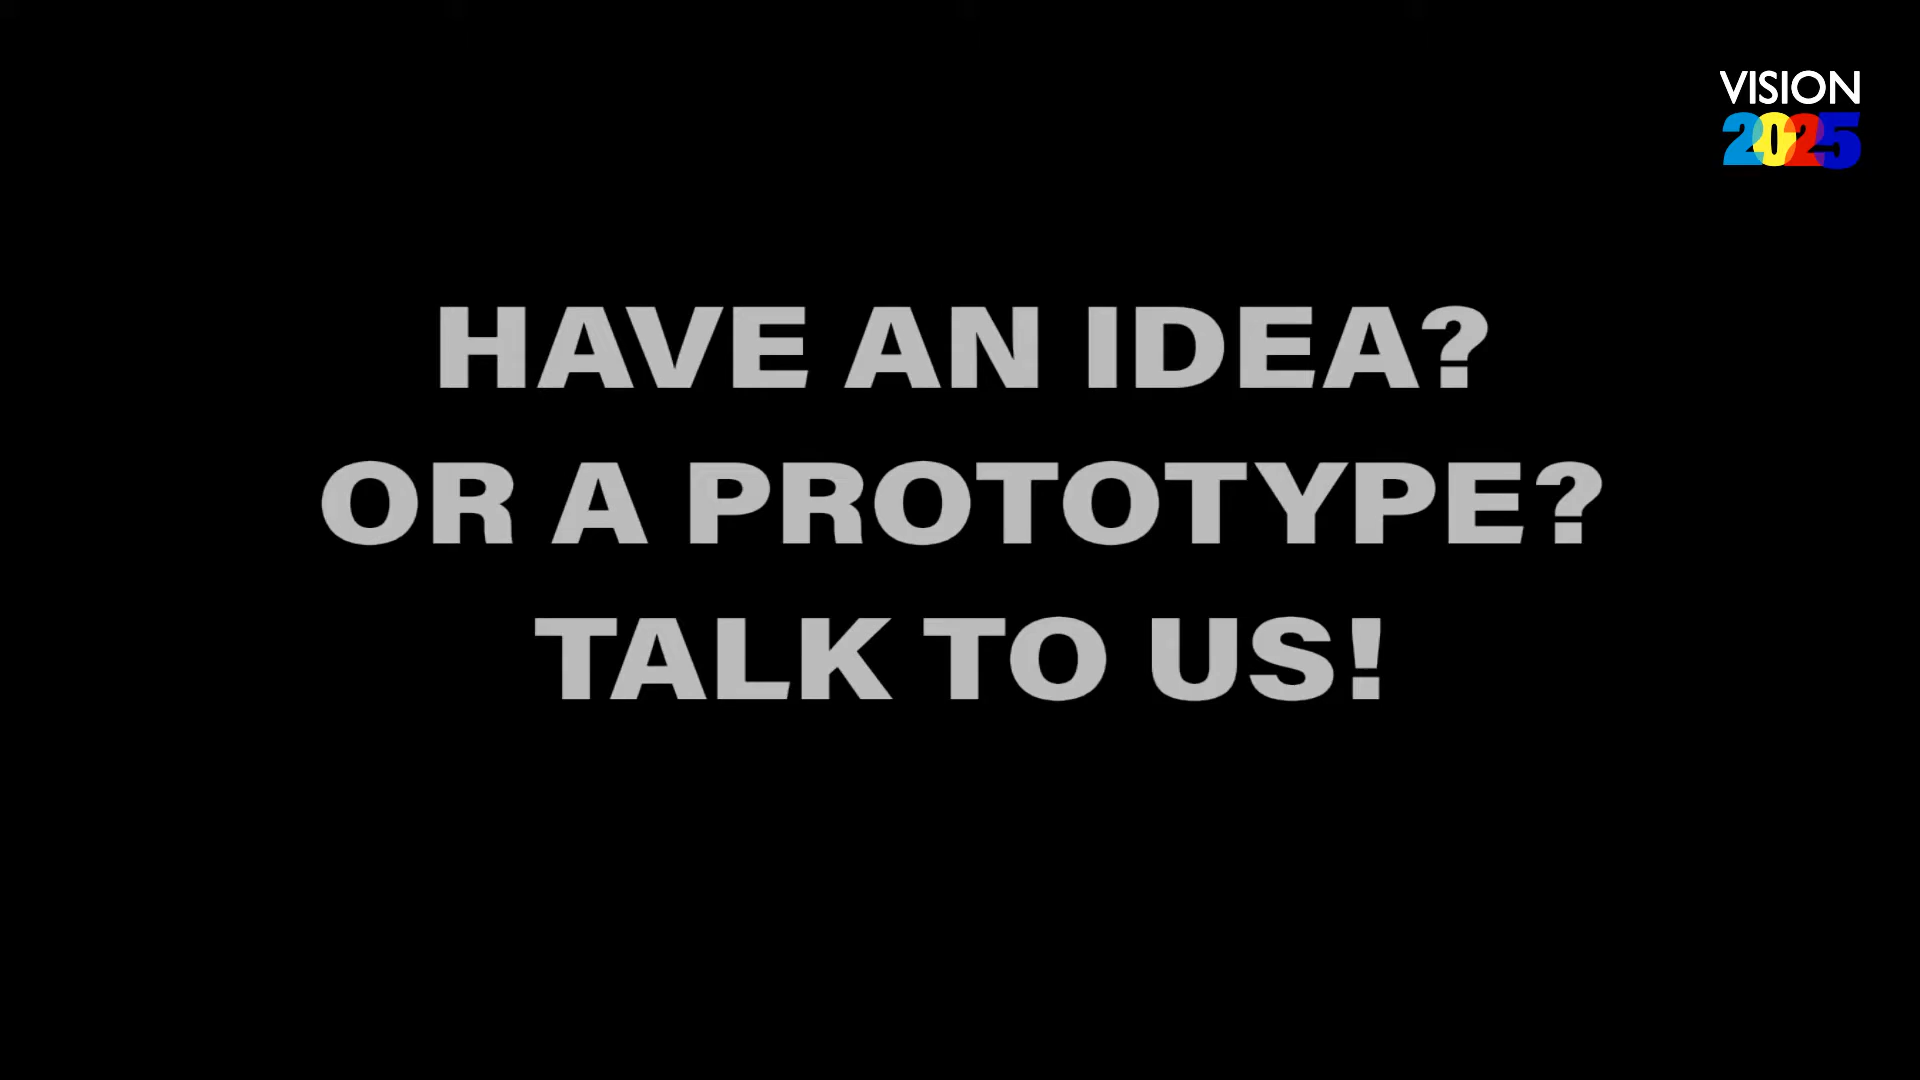 VISION
2025
HAVE AN IDEA?
OR A PROTOTYPE?
TALK TO US!